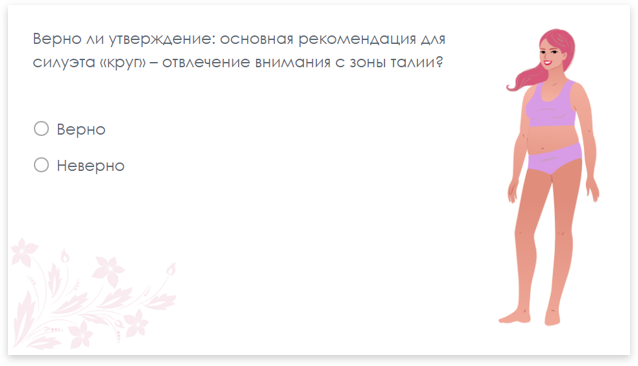 Верно ли утверждение: основная рекомендация для
силуэта «круг» – отвлечение внимания с зоны талии?
Верно
Неверно